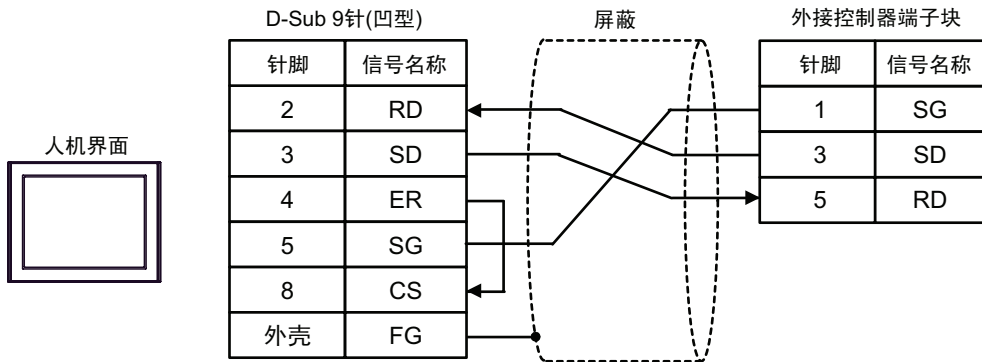 D-Sub 9针(凹型)
屏蔽
外接控制器端子块
人机界面
针脚 信号名称
2 RD
3 SD
4 ER
5 SG
8 CS
外壳 FG
针脚 信号名称
1 SG
3 SD
5 RD